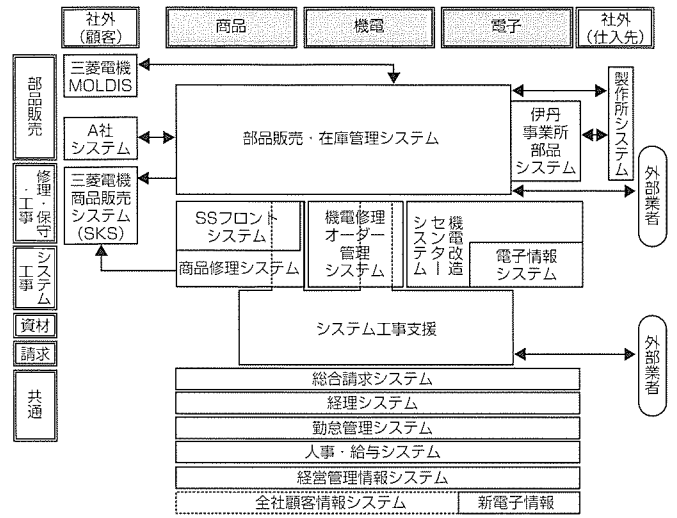 社外
(顧客)
商品
機電
電子
社外
(仕入先)
部品販売
修理・保守
・工事
システム
工事
資材
請求
共通
三菱電機
MOLDIS
A社
システム
三菱電機
商品販売
システム
(SKS)
部品販売・在庫管理システム
伊丹
事業所
部品
システム
製作所システム
外部業者
SSフロント
システム
商品修理システム
機電修理
オーダー
管理
システム
機電改造
センター
システム
電子情報
システム
システム工事支援
外部業者
総合請求システム
経理システム
勤怠管理システム
人事・給与システム
経営管理情報システム
全社顧客情報システム
新電子情報